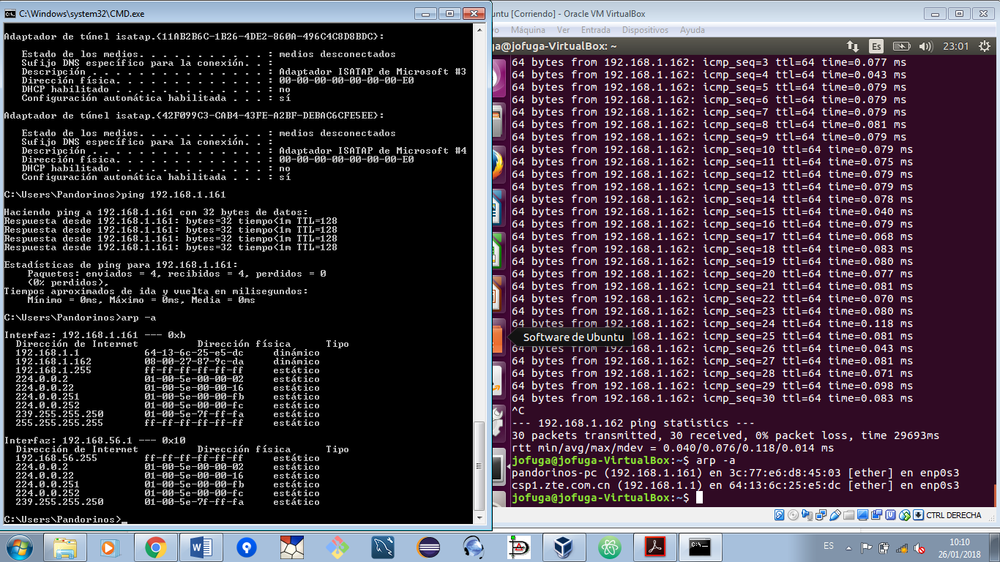 C:\Windows\system32\CMD.exe
Adaptador de túnel isatap.{11AB2B6C-1B26-4DE2-860A-496C4C8D8BDC}:
Estado de los medios. . . . . . . . . . . : medios desconectados
Sufijo DNS específico para la conexión. . :
Descripción . . . . . . . . . . . . . . . : Adaptador ISATAP de Microsoft #3
Dirección física. . . . . . . . . . . . . : 00-00-00-00-00-00-00-E0
DHCP habilitado . . . . . . . . . . . . . : no
Configuración automática habilitada . . . : sí
Adaptador de túnel isatap.{42F099C3-CAB4-43FE-A2BF-DEBAC6CFE5EE}:
Estado de los medios. . . . . . . . . . . : medios desconectados
Sufijo DNS específico para la conexión. . :
Descripción . . . . . . . . . . . . . . . : Adaptador ISATAP de Microsoft #4
Dirección física. . . . . . . . . . . . . : 00-00-00-00-00-00-00-E0
DHCP habilitado . . . . . . . . . . . . . : no
Configuración automática habilitada . . . : sí
C:\Users\Pandorinos>ping 192.168.1.161
Haciendo ping a 192.168.1.161 con 32 bytes de datos:
Respuesta desde 192.168.1.161: bytes=32 tiempo<1m TTL=128
Respuesta desde 192.168.1.161: bytes=32 tiempo<1m TTL=128
Respuesta desde 192.168.1.161: bytes=32 tiempo<1m TTL=128
Respuesta desde 192.168.1.161: bytes=32 tiempo<1m TTL=128
Estadísticas de ping para 192.168.1.161:
Paquetes: enviados = 4, recibidos = 4, perdidos = 0
(0% perdidos),
Tiempos aproximados de ida y vuelta en milisegundos:
Mínimo = 0ms, Máximo = 0ms, Media = 0ms
C:\Users\Pandorinos>arp -a
Interfaz: 192.168.1.161 --- 0xb
Dirección de Internet Dirección física Tipo
192.168.1.1 64-13-6c-25-e5-dc dinámico
192.168.1.162 08-00-27-87-9c-da dinámico
192.168.1.255 ff-ff-ff-ff-ff-ff estático
224.0.0.2 01-00-5e-00-00-02 estático
224.0.0.22 01-00-5e-00-00-16 estático
224.0.0.251 01-00-5e-00-00-fb estático
224.0.0.252 01-00-5e-00-00-fc estático
239.255.255.250 01-00-5e-7f-ff-fa estático
255.255.255.255 ff-ff-ff-ff-ff-ff estático
Interfaz: 192.168.56.1 --- 0x10
Dirección de Internet Dirección física Tipo
192.168.56.255 ff-ff-ff-ff-ff-ff estático
224.0.0.2 01-00-5e-00-00-02 estático
224.0.0.22 01-00-5e-00-00-16 estático
224.0.0.251 01-00-5e-00-00-fb estático
224.0.0.252 01-00-5e-00-00-fc estático
239.255.255.250 01-00-5e-7f-ff-fa estático
C:\Users\Pandorinos>_
untu [Corriendo] - Oracle VM VirtualBox
Máquina Ver Entrada Dispositivos Ayuda
ga@jofuga-VirtualBox: ~ Es 23:01
64 bytes from 192.168.1.162: icmp_seq=3 ttl=64 time=0.077 ms
64 bytes from 192.168.1.162: icmp_seq=4 ttl=64 time=0.043 ms
64 bytes from 192.168.1.162: icmp_seq=5 ttl=64 time=0.079 ms
64 bytes from 192.168.1.162: icmp_seq=6 ttl=64 time=0.079 ms
64 bytes from 192.168.1.162: icmp_seq=7 ttl=64 time=0.079 ms
64 bytes from 192.168.1.162: icmp_seq=8 ttl=64 time=0.081 ms
64 bytes from 192.168.1.162: icmp_seq=9 ttl=64 time=0.079 ms
64 bytes from 192.168.1.162: icmp_seq=10 ttl=64 time=0.079 ms
64 bytes from 192.168.1.162: icmp_seq=11 ttl=64 time=0.075 ms
64 bytes from 192.168.1.162: icmp_seq=12 ttl=64 time=0.079 ms
64 bytes from 192.168.1.162: icmp_seq=13 ttl=64 time=0.079 ms
64 bytes from 192.168.1.162: icmp_seq=14 ttl=64 time=0.078 ms
64 bytes from 192.168.1.162: icmp_seq=15 ttl=64 time=0.040 ms
64 bytes from 192.168.1.162: icmp_seq=16 ttl=64 time=0.079 ms
64 bytes from 192.168.1.162: icmp_seq=17 ttl=64 time=0.068 ms
64 bytes from 192.168.1.162: icmp_seq=18 ttl=64 time=0.083 ms
64 bytes from 192.168.1.162: icmp_seq=19 ttl=64 time=0.080 ms
64 bytes from 192.168.1.162: icmp_seq=20 ttl=64 time=0.077 ms
64 bytes from 192.168.1.162: icmp_seq=21 ttl=64 time=0.081 ms
64 bytes from 192.168.1.162: icmp_seq=22 ttl=64 time=0.070 ms
64 bytes from 192.168.1.162: icmp_seq=23 ttl=64 time=0.080 ms
64 bytes from 192.168.1.162: icmp_seq=24 ttl=64 time=0.118 ms
Software de Ubuntu
icmp_seq=25 ttl=64 time=0.081 ms
64 bytes from 192.168.1.162: icmp_seq=26 ttl=64 time=0.043 ms
64 bytes from 192.168.1.162: icmp_seq=27 ttl=64 time=0.081 ms
64 bytes from 192.168.1.162: icmp_seq=28 ttl=64 time=0.071 ms
64 bytes from 192.168.1.162: icmp_seq=29 ttl=64 time=0.098 ms
64 bytes from 192.168.1.162: icmp_seq=30 ttl=64 time=0.083 ms
^C
--- 192.168.1.162 ping statistics ---
30 packets transmitted, 30 received, 0% packet loss, time 29693ms
rtt min/avg/max/mdev = 0.040/0.076/0.118/0.014 ms
jofuga@jofuga-VirtualBox:~$ arp -a
pandorinos-pc (192.168.1.161) en 3c:77:e6:d8:45:03 [ether] en enp0s3
csp1.zte.com.cn (192.168.1.1) en 64:13:6c:25:e5:dc [ether] en enp0s3
jofuga@jofuga-VirtualBox:~$
CTRL DERECHA
ES 10:10
26/01/2018